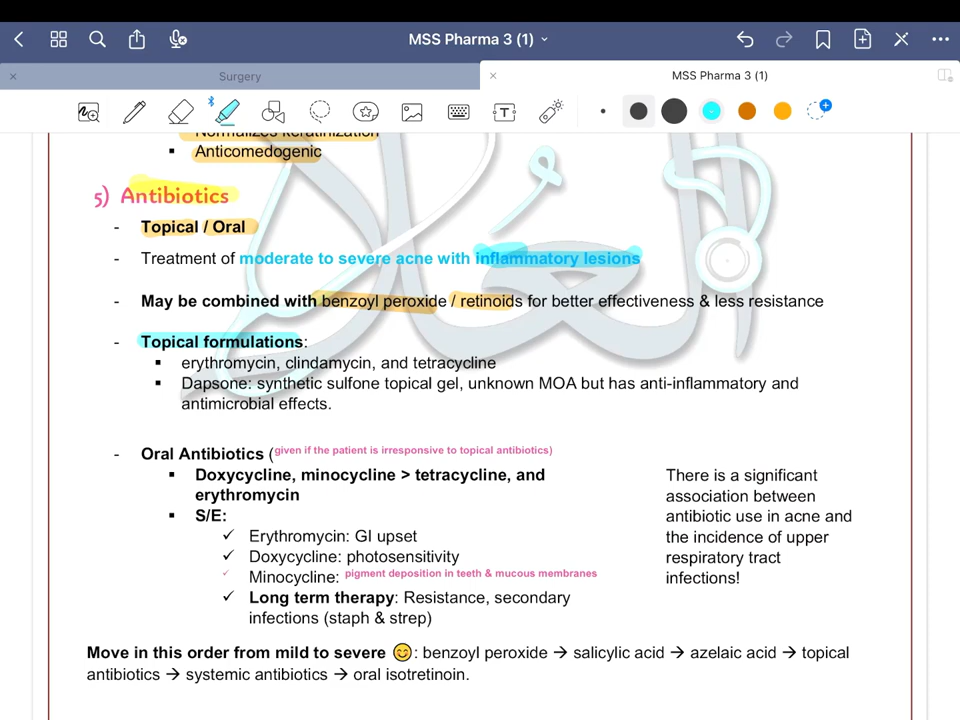 MSS Pharma 3 (1)
Surgery
MSS Pharma 3 (1)
Normalizes keratinization
▪ Anticomedogenic
5) Antibiotics
- Topical / Oral
- Treatment of moderate to severe acne with inflammatory lesions
- May be combined with benzoyl peroxide / retinoids for better effectiveness & less resistance
- Topical formulations:
▪ erythromycin, clindamycin, and tetracycline
▪ Dapsone: synthetic sulfone topical gel, unknown MOA but has anti-inflammatory and
antimicrobial effects.
- Oral Antibiotics (given if the patient is irresponsive to topical antibiotics)
▪ Doxycycline, minocycline > tetracycline, and
erythromycin
▪ S/E:
✓ Erythromycin: GI upset
✓ Doxycycline: photosensitivity
✓ Minocycline: pigment deposition in teeth & mucous membranes
✓ Long term therapy: Resistance, secondary
infections (staph & strep)
There is a significant
association between
antibiotic use in acne and
the incidence of upper
respiratory tract
infections!
Move in this order from mild to severe 😊: benzoyl peroxide → salicylic acid → azelaic acid → topical
antibiotics → systemic antibiotics → oral isotretinoin.